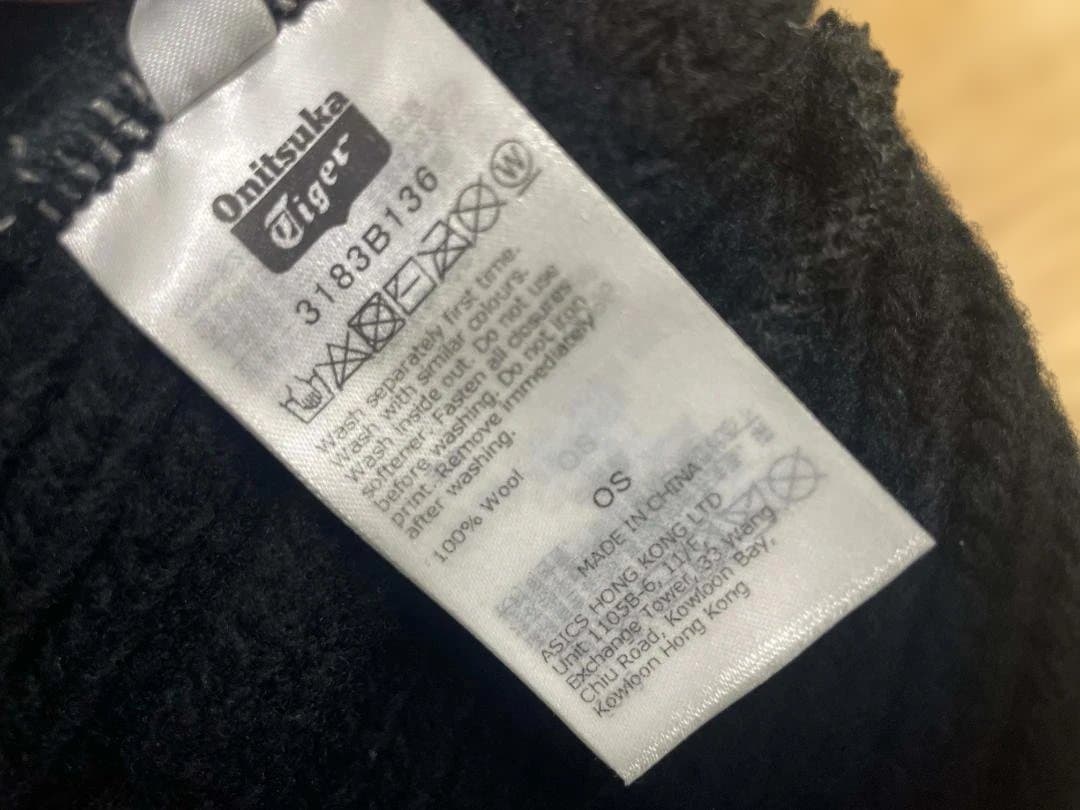 Onitsuka
Tiger
3183B136
W
Wash separately first time.
Wash with similar colours.
Wash inside out. Do not use
softener. Fasten all closures
before washing. Do not iron
print. Remove immediately
after washing.
100% Wool
OS
OS
MADE IN CHINA
ASICS HONG KONG LTD
Unit 1105B-6, 11/F,
Exchange Tower, 33 Wang
Chiu Road, Kowloon Bay,
Kowloon Hong Kong